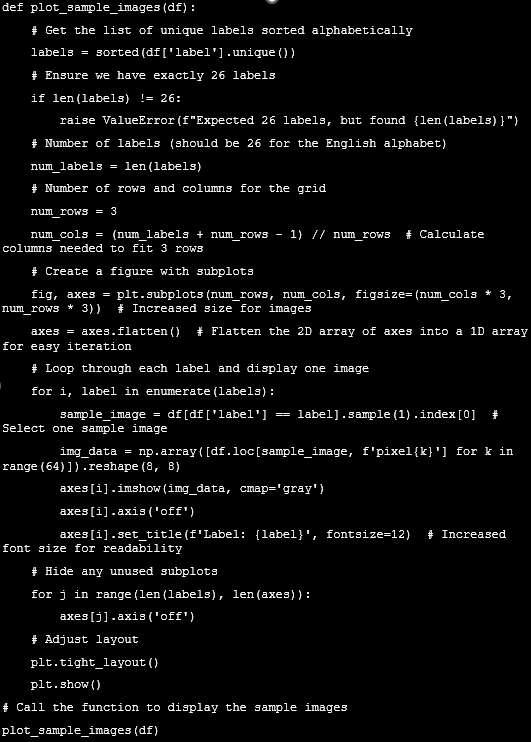 def plot_sample_images(df):
# Get the list of unique labels sorted alphabetically
labels = sorted(df['label'].unique())
# Ensure we have exactly 26 labels
if len(labels) != 26:
raise ValueError(f"Expected 26 labels, but found {len(labels)}")
# Number of labels (should be 26 for the English alphabet)
num_labels = len(labels)
# Number of rows and columns for the grid
num_rows = 3
num_cols = (num_labels + num_rows - 1) // num_rows  # Calculate
columns needed to fit 3 rows
# Create a figure with subplots
fig, axes = plt.subplots(num_rows, num_cols, figsize=(num_cols * 3,
num_rows * 3))  # Increased size for images
axes = axes.flatten()  # Flatten the 2D array of axes into a 1D array
for easy iteration
# Loop through each label and display one image
for i, label in enumerate(labels):
sample_image = df[df['label'] == label].sample(1).index[0]  #
Select one sample image
img_data = np.array([df.loc[sample_image, f'pixel{k}'] for k in
range(64)]).reshape(8, 8)
axes[i].imshow(img_data, cmap='gray')
axes[i].axis('off')
axes[i].set_title(f'Label: {label}', fontsize=12)  # Increased
font size for readability
# Hide any unused subplots
for j in range(len(labels), len(axes)):
axes[j].axis('off')
# Adjust layout
plt.tight_layout()
plt.show()
# Call the function to display the sample images
plot_sample_images(df)